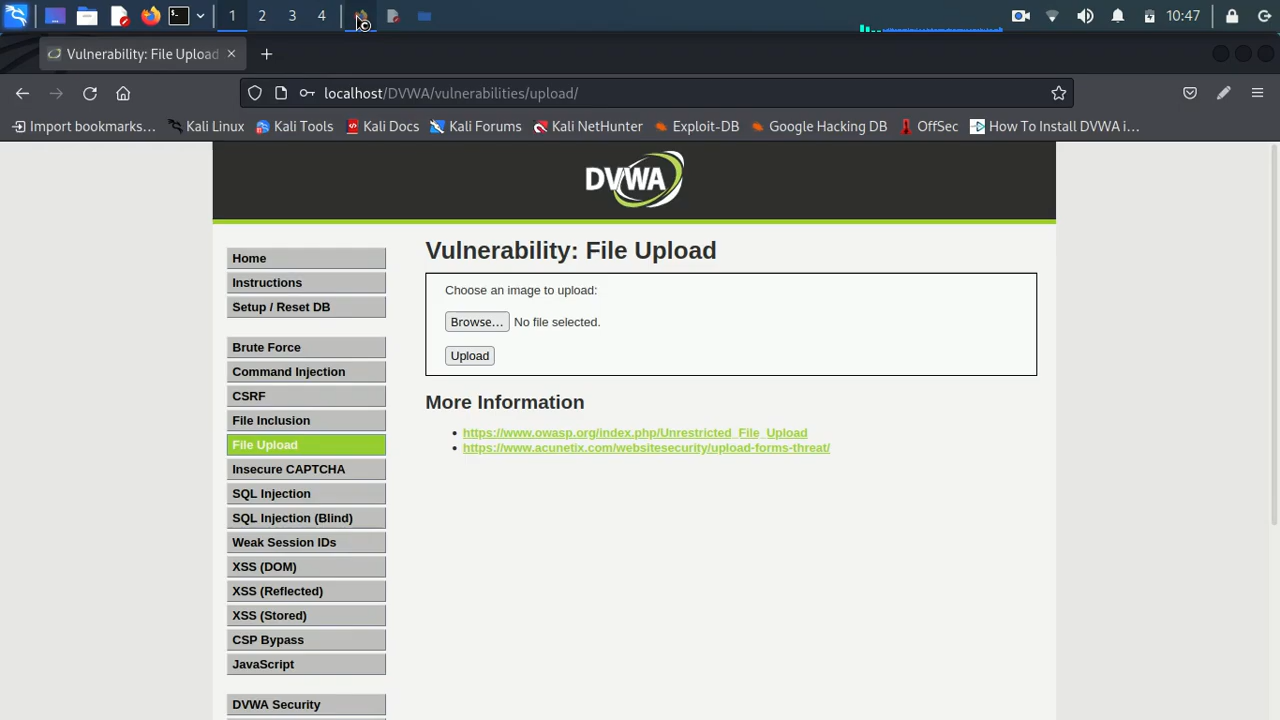 1 2 3 4 10:47
Vulnerability: File Upload
localhost/DVWA/vulnerabilities/upload/
Import bookmarks... Kali Linux Kali Tools Kali Docs Kali Forums Kali NetHunter Exploit-DB Google Hacking DB OffSec How To Install DVWA i...
DVWA
Home
Instructions
Setup / Reset DB
Brute Force
Command Injection
CSRF
File Inclusion
File Upload
Insecure CAPTCHA
SQL Injection
SQL Injection (Blind)
Weak Session IDs
XSS (DOM)
XSS (Reflected)
XSS (Stored)
CSP Bypass
JavaScript
DVWA Security
Vulnerability: File Upload
Choose an image to upload:
Browse... No file selected.
Upload
More Information
https://www.owasp.org/index.php/Unrestricted_File_Upload
https://www.acunetix.com/websitesecurity/upload-forms-threat/